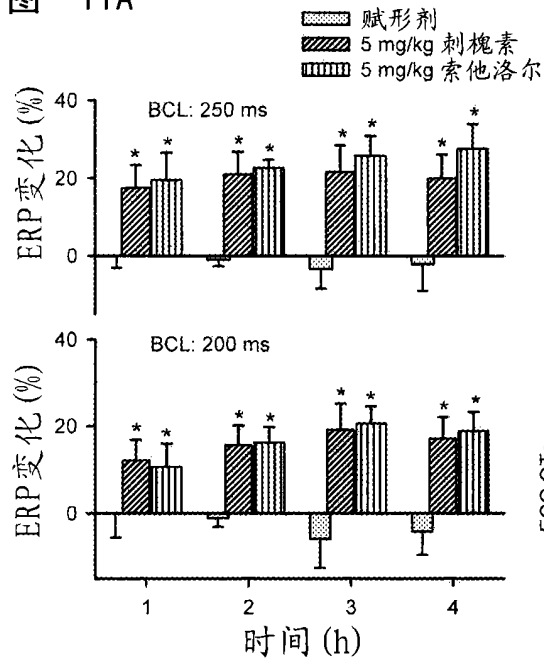 图 11A
赋形剂
5 mg/kg 刺槐素
5 mg/kg 索他洛尔
ERP变化(%)
40
20
0
BCL: 250 ms
* * * * * * * *
ERP变化(%)
40
20
0
BCL: 200 ms
* * * * * * * *
1 2 3 4
时间(h)